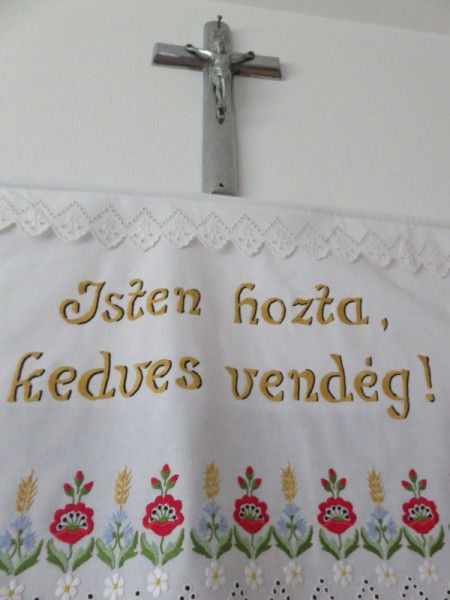 Isten hozta,
kedves vendég!